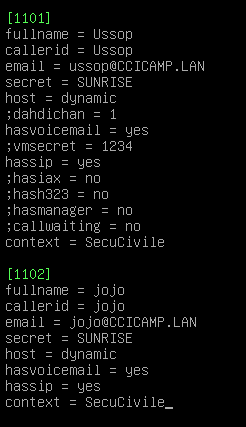 [1101]
fullname = Ussop
callerid = Ussop
email = ussop@CCICAMP.LAN
secret = SUNRISE
host = dynamic
;dahdichan = 1
hasvoicemail = yes
;vmsecret = 1234
hassip = yes
;hasiax = no
;hash323 = no
;hasmanager = no
;callwaiting = no
context = SecuCivile
[1102]
fullname = jojo
callerid = jojo
email = jojo@CCICAMP.LAN
secret = SUNRISE
host = dynamic
hasvoicemail = yes
hassip = yes
context = SecuCivile_